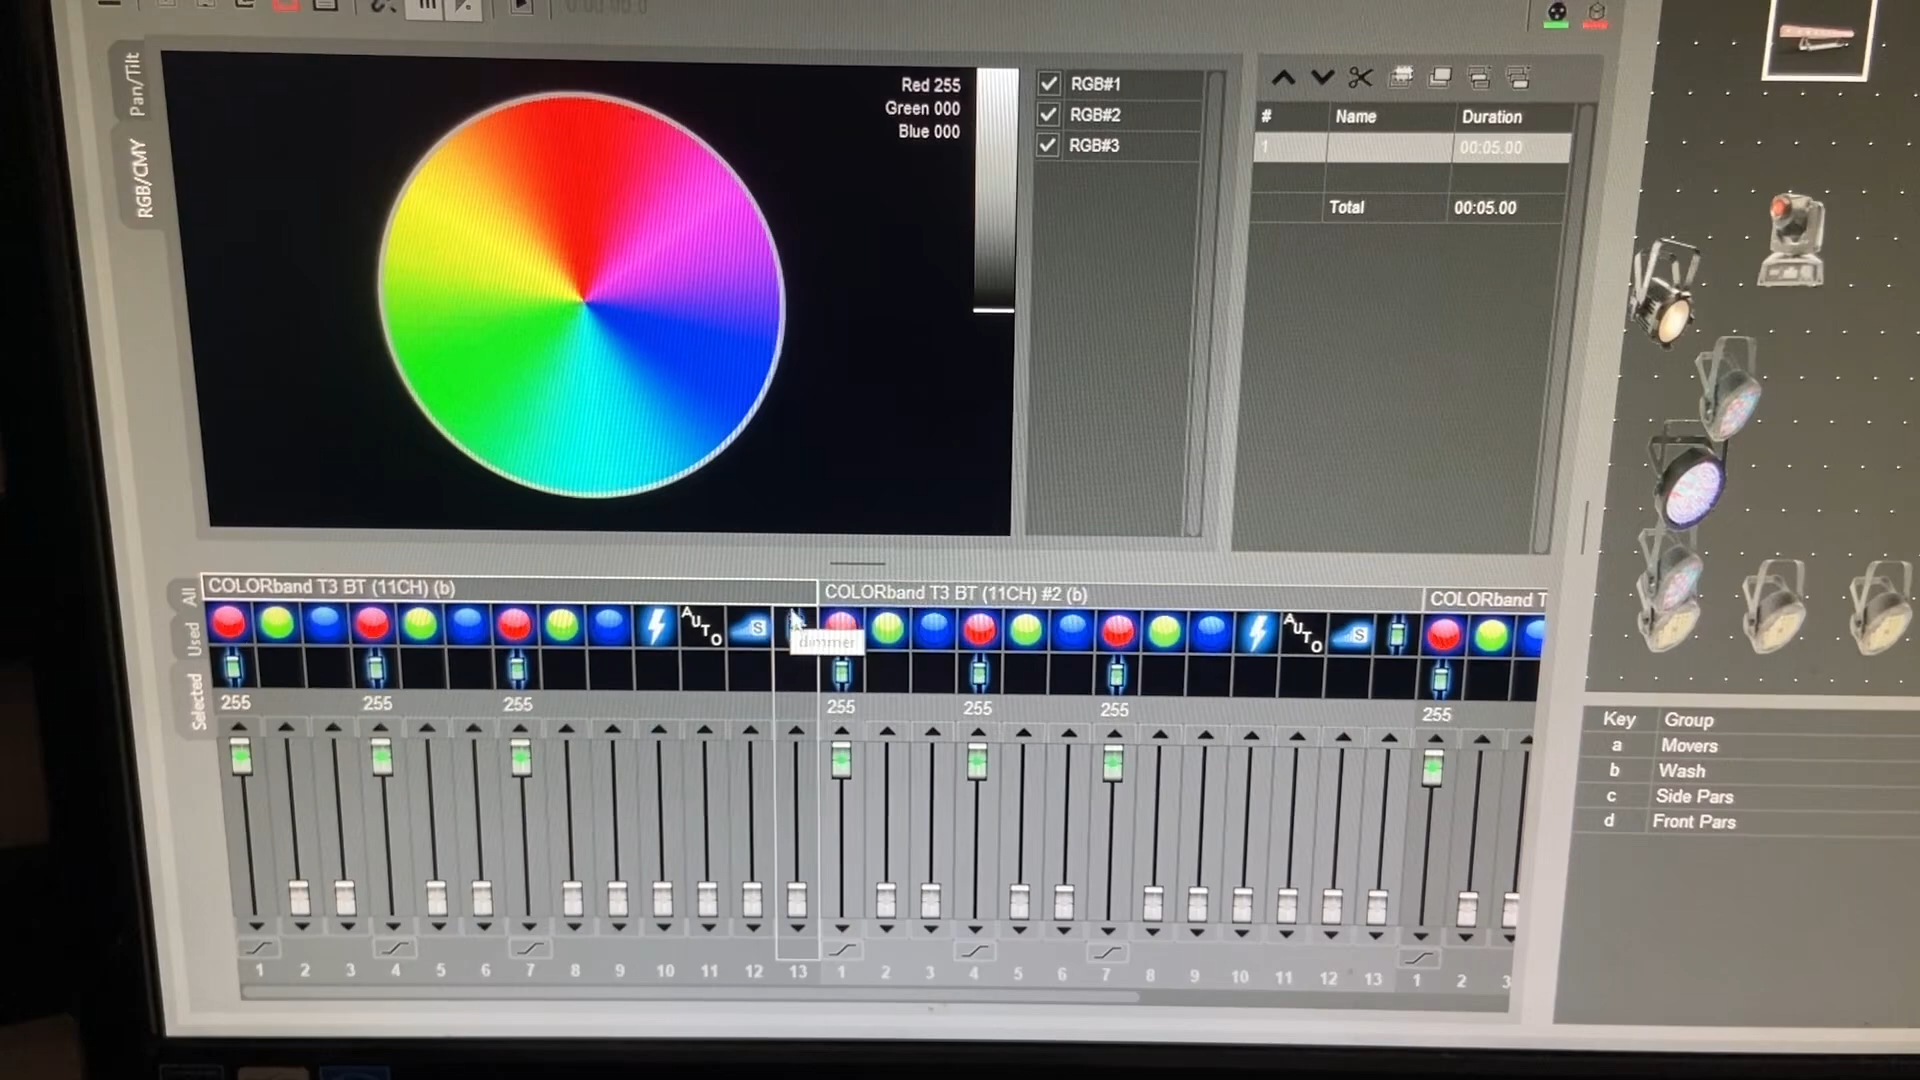 0:00:05.0
Pan/Tilt
RGB/CMY
Red 255
Green 000
Blue 000
RGB#1
RGB#2
RGB#3
# Name Duration
1 00:05.00
Total 00:05.00
All
Used
Selected
COLORband T3 BT (11CH) (b)
COLORband T3 BT (11CH) #2 (b)
COLORband T
AUTO
S
AUTO
S
dimmer
255 255 255 255 255 255 255
1 2 3 4 5 6 7 8 9 10 11 12 13 1 2 3 4 5 6 7 8 9 10 11 12 13 1 2 3
Key Group
a Movers
b Wash
c Side Pars
d Front Pars